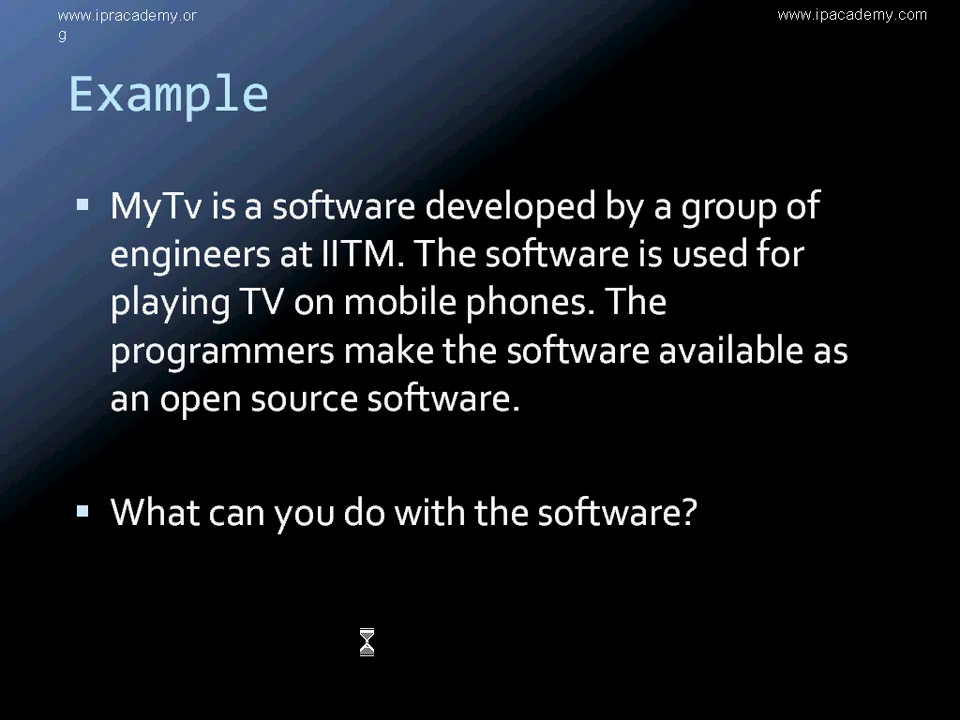 www.ipracademy.or
g
www.ipacademy.com
Example
MyTv is a software developed by a group of
engineers at IITM. The software is used for
playing TV on mobile phones. The
programmers make the software available as
an open source software.
What can you do with the software?